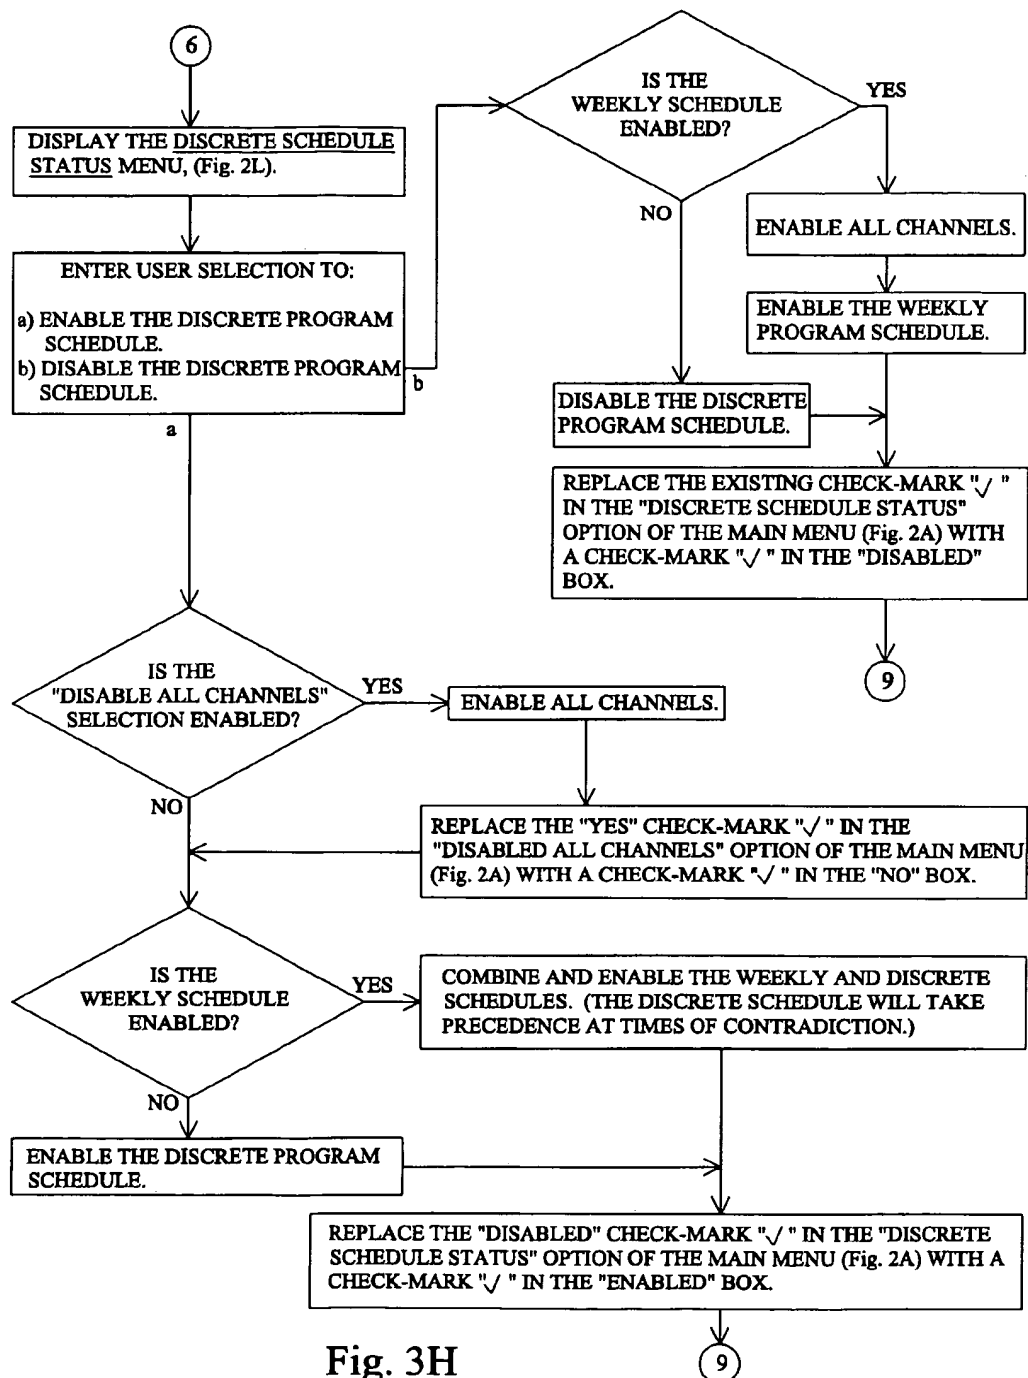 6
DISPLAY THE DISCRETE SCHEDULE
STATUS MENU, (Fig. 2L).
ENTER USER SELECTION TO:
a) ENABLE THE DISCRETE PROGRAM
SCHEDULE.
b) DISABLE THE DISCRETE PROGRAM
SCHEDULE.
b
a
IS THE
WEEKLY SCHEDULE
ENABLED?
YES
NO
ENABLE ALL CHANNELS.
ENABLE THE WEEKLY
PROGRAM SCHEDULE.
DISABLE THE DISCRETE
PROGRAM SCHEDULE.
REPLACE THE EXISTING CHECK-MARK "✓"
IN THE "DISCRETE SCHEDULE STATUS"
OPTION OF THE MAIN MENU (Fig. 2A) WITH
A CHECK-MARK "✓" IN THE "DISABLED"
BOX.
9
IS THE
"DISABLE ALL CHANNELS"
SELECTION ENABLED?
YES
NO
ENABLE ALL CHANNELS.
REPLACE THE "YES" CHECK-MARK "✓" IN THE
"DISABLED ALL CHANNELS" OPTION OF THE MAIN MENU
(Fig. 2A) WITH A CHECK-MARK "✓" IN THE "NO" BOX.
IS THE
WEEKLY SCHEDULE
ENABLED?
YES
NO
COMBINE AND ENABLE THE WEEKLY AND DISCRETE
SCHEDULES. (THE DISCRETE SCHEDULE WILL TAKE
PRECEDENCE AT TIMES OF CONTRADICTION.)
ENABLE THE DISCRETE PROGRAM
SCHEDULE.
REPLACE THE "DISABLED" CHECK-MARK "✓" IN THE "DISCRETE
SCHEDULE STATUS" OPTION OF THE MAIN MENU (Fig. 2A) WITH A
CHECK-MARK "✓" IN THE "ENABLED" BOX.
9
Fig. 3H